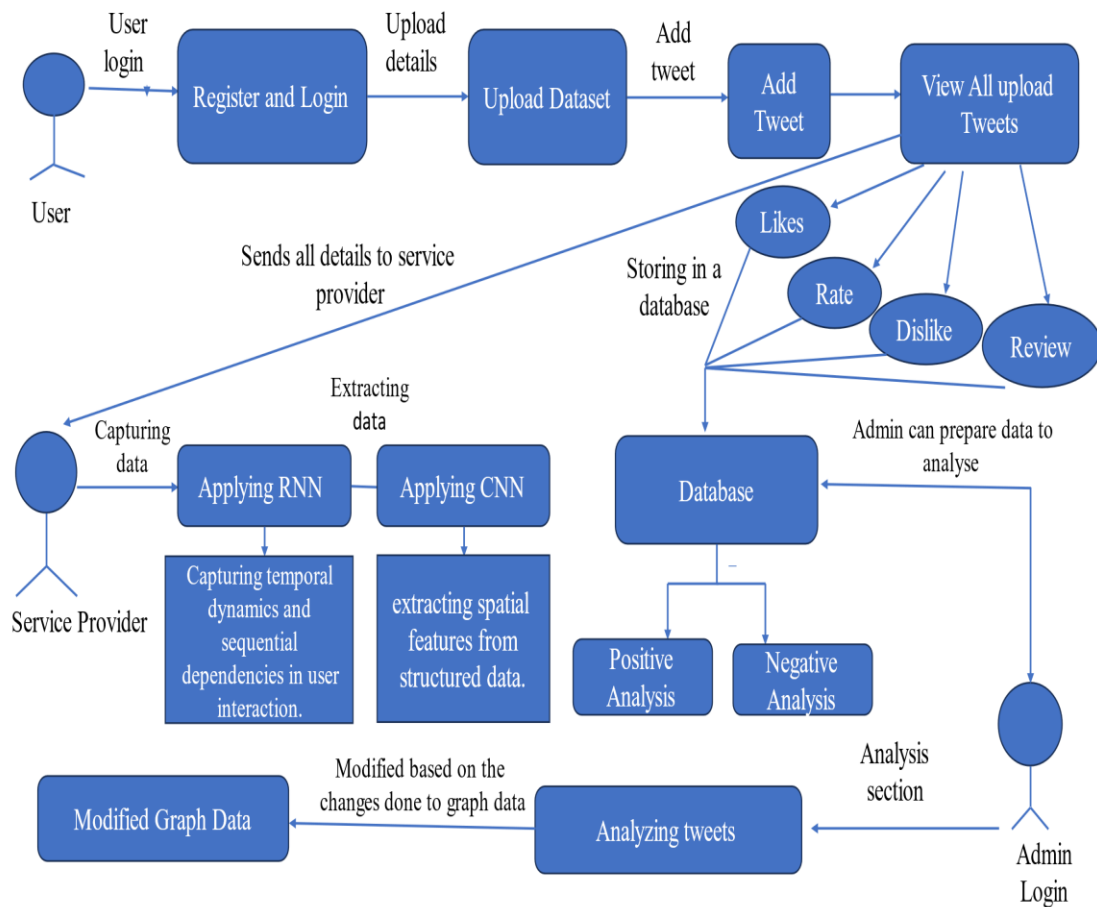 User
login
Upload
details
Add
tweet
Register and Login
Upload Dataset
Add
Tweet
View All upload
Tweets
User
Likes
Rate
Dislike
Review
Sends all details to service
provider
Storing in a
database
Capturing
data
Extracting
data
Applying RNN
Applying CNN
Service Provider
Capturing temporal
dynamics and
sequential
dependencies in user
interaction.
extracting spatial
features from
structured data.
Database
Admin can prepare data to
analyse
Positive
Analysis
Negative
Analysis
Modified Graph Data
Modified based on the
changes done to graph data
Analyzing tweets
Analysis
section
Admin
Login